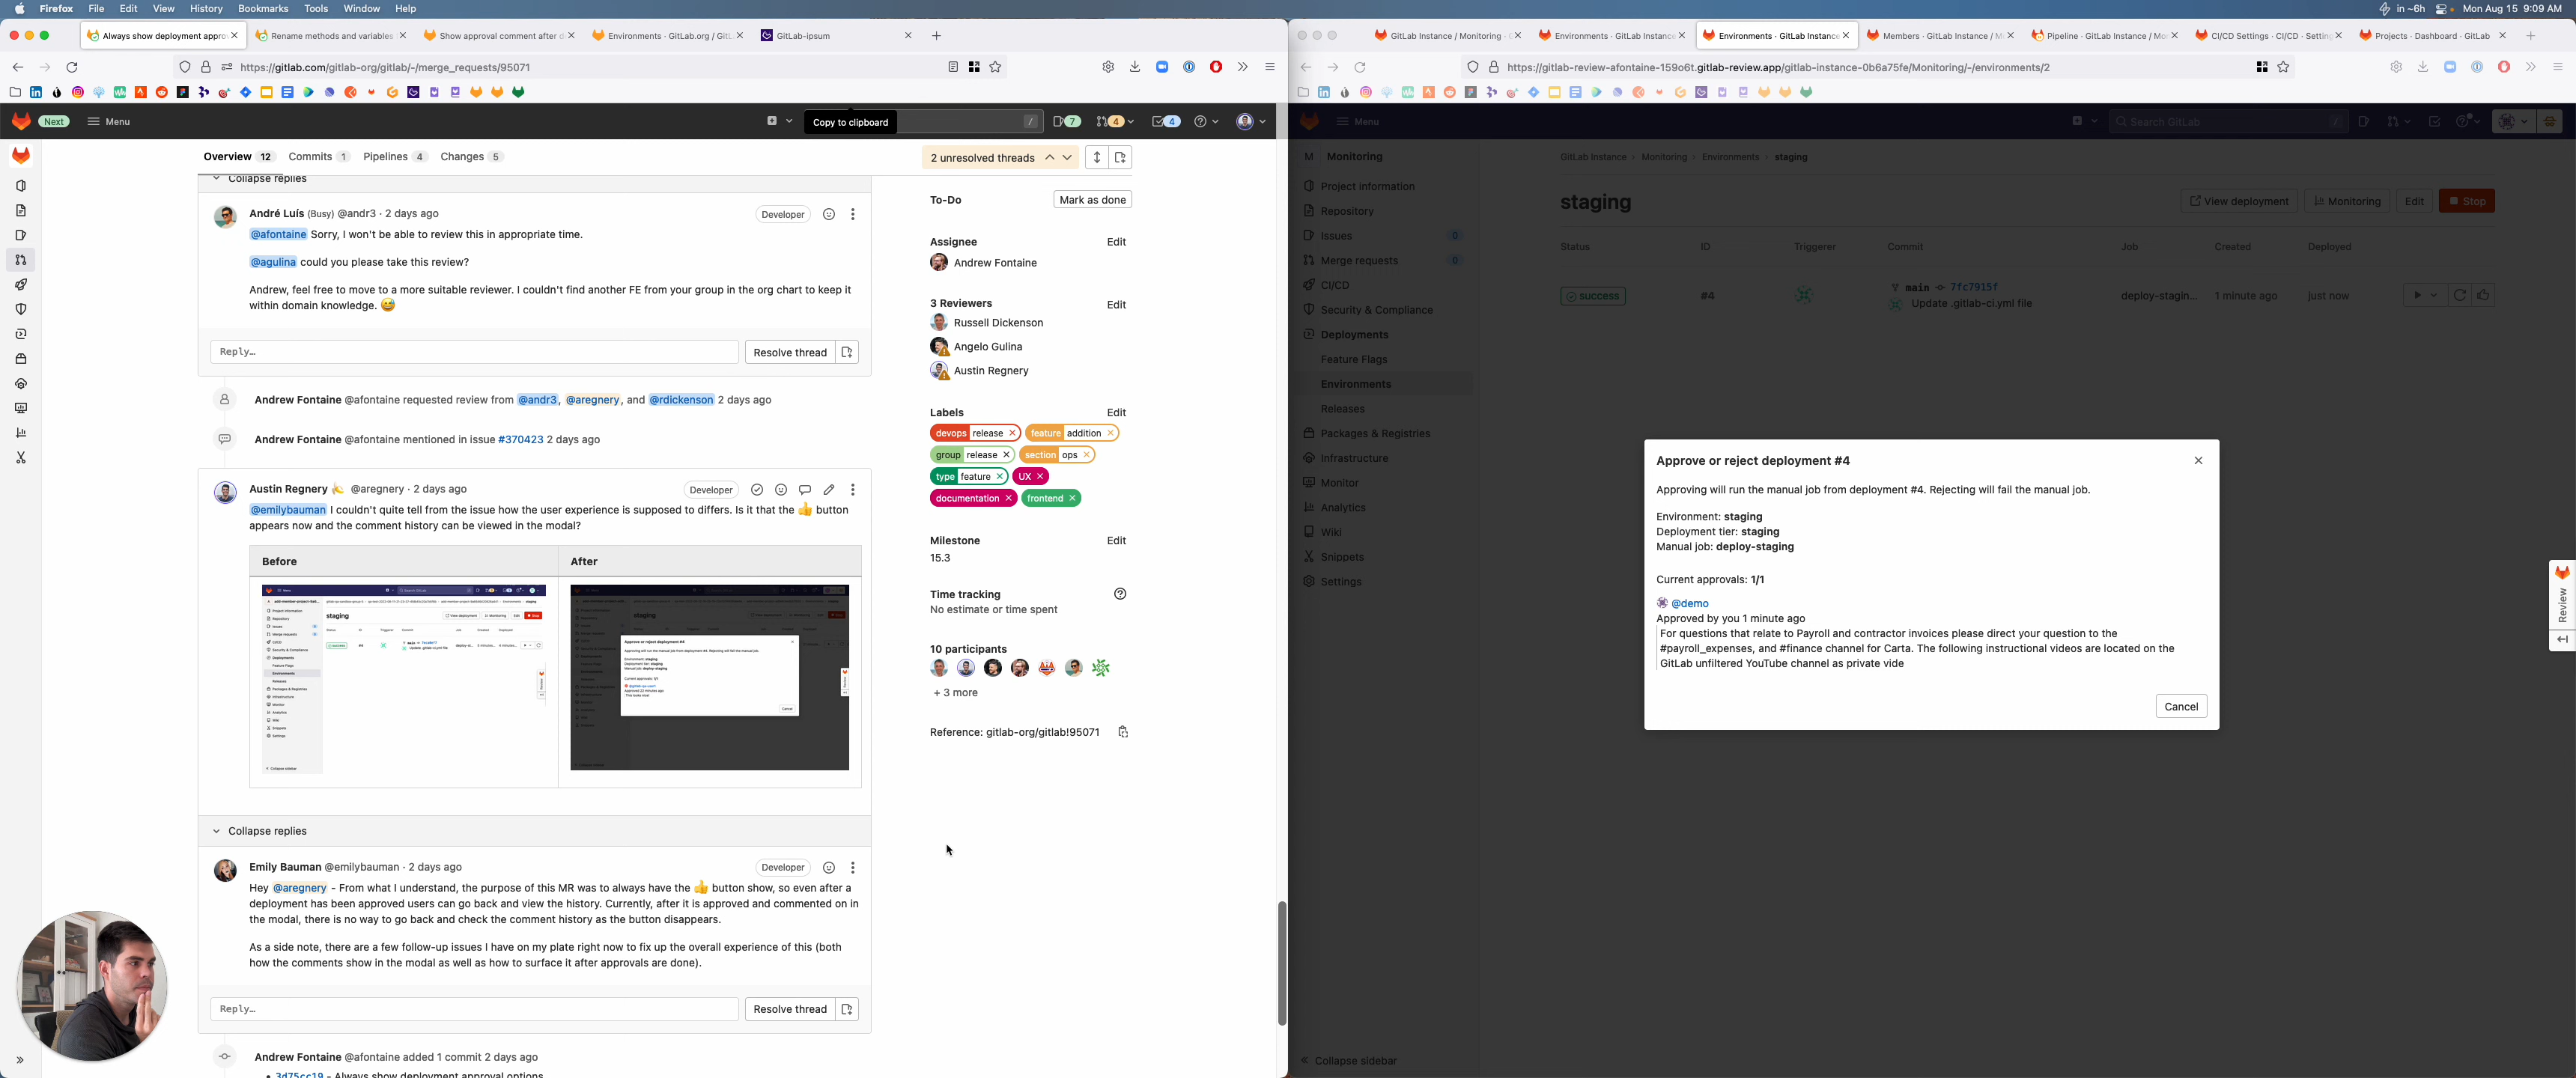 Firefox File Edit View History Bookmarks Tools Window Help
in ~6h Mon Aug 15 9:09 AM
Always show deployment appro
Rename methods and variables
Show approval comment after d
Environments · GitLab.org / GitL
GitLab-ipsum
https://gitlab.com/gitlab-org/gitlab/-/merge_requests/95071
Next Menu
Copy to clipboard
/ 7 4 4
Overview 12 Commits 1 Pipelines 4 Changes 5
2 unresolved threads
Collapse replies
André Luís (Busy) @andr3 · 2 days ago
Developer
@afontaine Sorry, I won't be able to review this in appropriate time.
@agulina could you please take this review?
Andrew, feel free to move to a more suitable reviewer. I couldn't find another FE from your group in the org chart to keep it
within domain knowledge.
Reply…
Resolve thread
Andrew Fontaine @afontaine requested review from @andr3, @aregnery, and @rdickenson 2 days ago
Andrew Fontaine @afontaine mentioned in issue #370423 2 days ago
Austin Regnery @aregnery · 2 days ago
Developer
@emilybauman I couldn't quite tell from the issue how the user experience is supposed to differs. Is it that the 👍 button
appears now and the comment history can be viewed in the modal?
Before After
staging
Collapse replies
Emily Bauman @emilybauman · 2 days ago
Developer
Hey @aregnery - From what I understand, the purpose of this MR was to always have the 👍 button show, so even after a
deployment has been approved users can go back and view the history. Currently, after it is approved and commented on in
the modal, there is no way to go back and check the comment history as the button disappears.
As a side note, there are a few follow-up issues I have on my plate right now to fix up the overall experience of this (both
how the comments show in the modal as well as how to surface it after approvals are done).
Reply…
Resolve thread
Andrew Fontaine @afontaine added 1 commit 2 days ago
3d75cc19 - Always show deployment approval options
To-Do
Mark as done
Assignee
Edit
Andrew Fontaine
3 Reviewers
Edit
Russell Dickenson
Angelo Gulina
Austin Regnery
Labels
Edit
devops release
feature addition
group release
section ops
type feature
UX
documentation
frontend
Milestone
Edit
15.3
Time tracking
No estimate or time spent
10 participants
+ 3 more
Reference: gitlab-org/gitlab!95071
GitLab Instance / Monitoring ·
Environments · GitLab Instance
Environments · GitLab Instance
Members · GitLab Instance / M
Pipeline · GitLab Instance / Mo
CI/CD Settings · CI/CD · Setting
Projects · Dashboard · GitLab
https://gitlab-review-afontaine-159o6t.gitlab-review.app/gitlab-instance-0b6a75fe/Monitoring/-/environments/2
Menu
Search GitLab
/
M Monitoring
Project information
Repository
Issues 0
Merge requests 0
CI/CD
Security & Compliance
Deployments
Feature Flags
Environments
Releases
Packages & Registries
Infrastructure
Monitor
Analytics
Wiki
Snippets
Settings
Collapse sidebar
GitLab Instance Monitoring Environments staging
staging
View deployment Monitoring Edit Stop
Status ID Triggerer Commit Job Created Deployed
success #4 main 7fc7915f
Update .gitlab-ci.yml file
deploy-stagin... 1 minute ago just now
Approve or reject deployment #4
Approving will run the manual job from deployment #4. Rejecting will fail the manual job.
Environment: staging
Deployment tier: staging
Manual job: deploy-staging
Current approvals: 1/1
@demo
Approved by you 1 minute ago
For questions that relate to Payroll and contractor invoices please direct your question to the
#payroll_expenses, and #finance channel for Carta. The following instructional videos are located on the
GitLab unfiltered YouTube channel as private vide
Cancel
Review